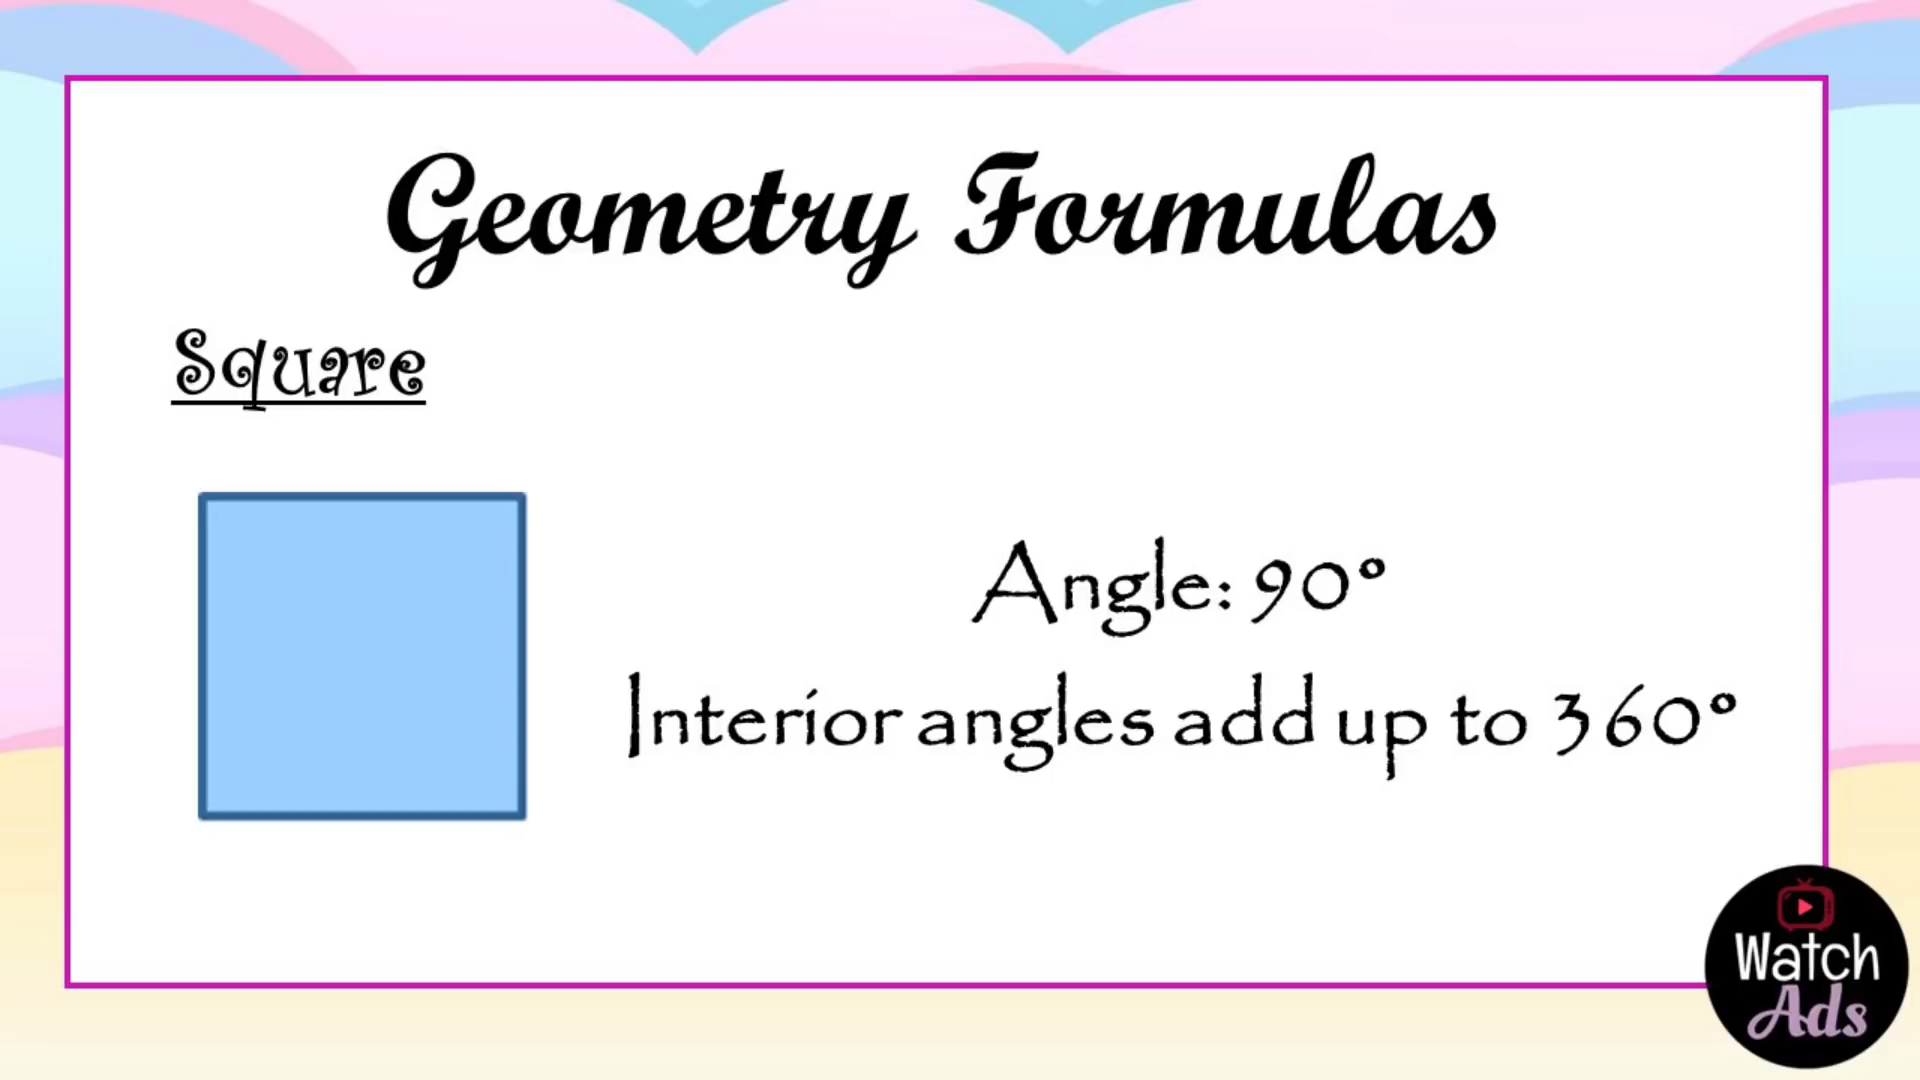 Geometry Formulas
Square
Angle: 90°
Interior angles add up to 360°
Watch
Ads